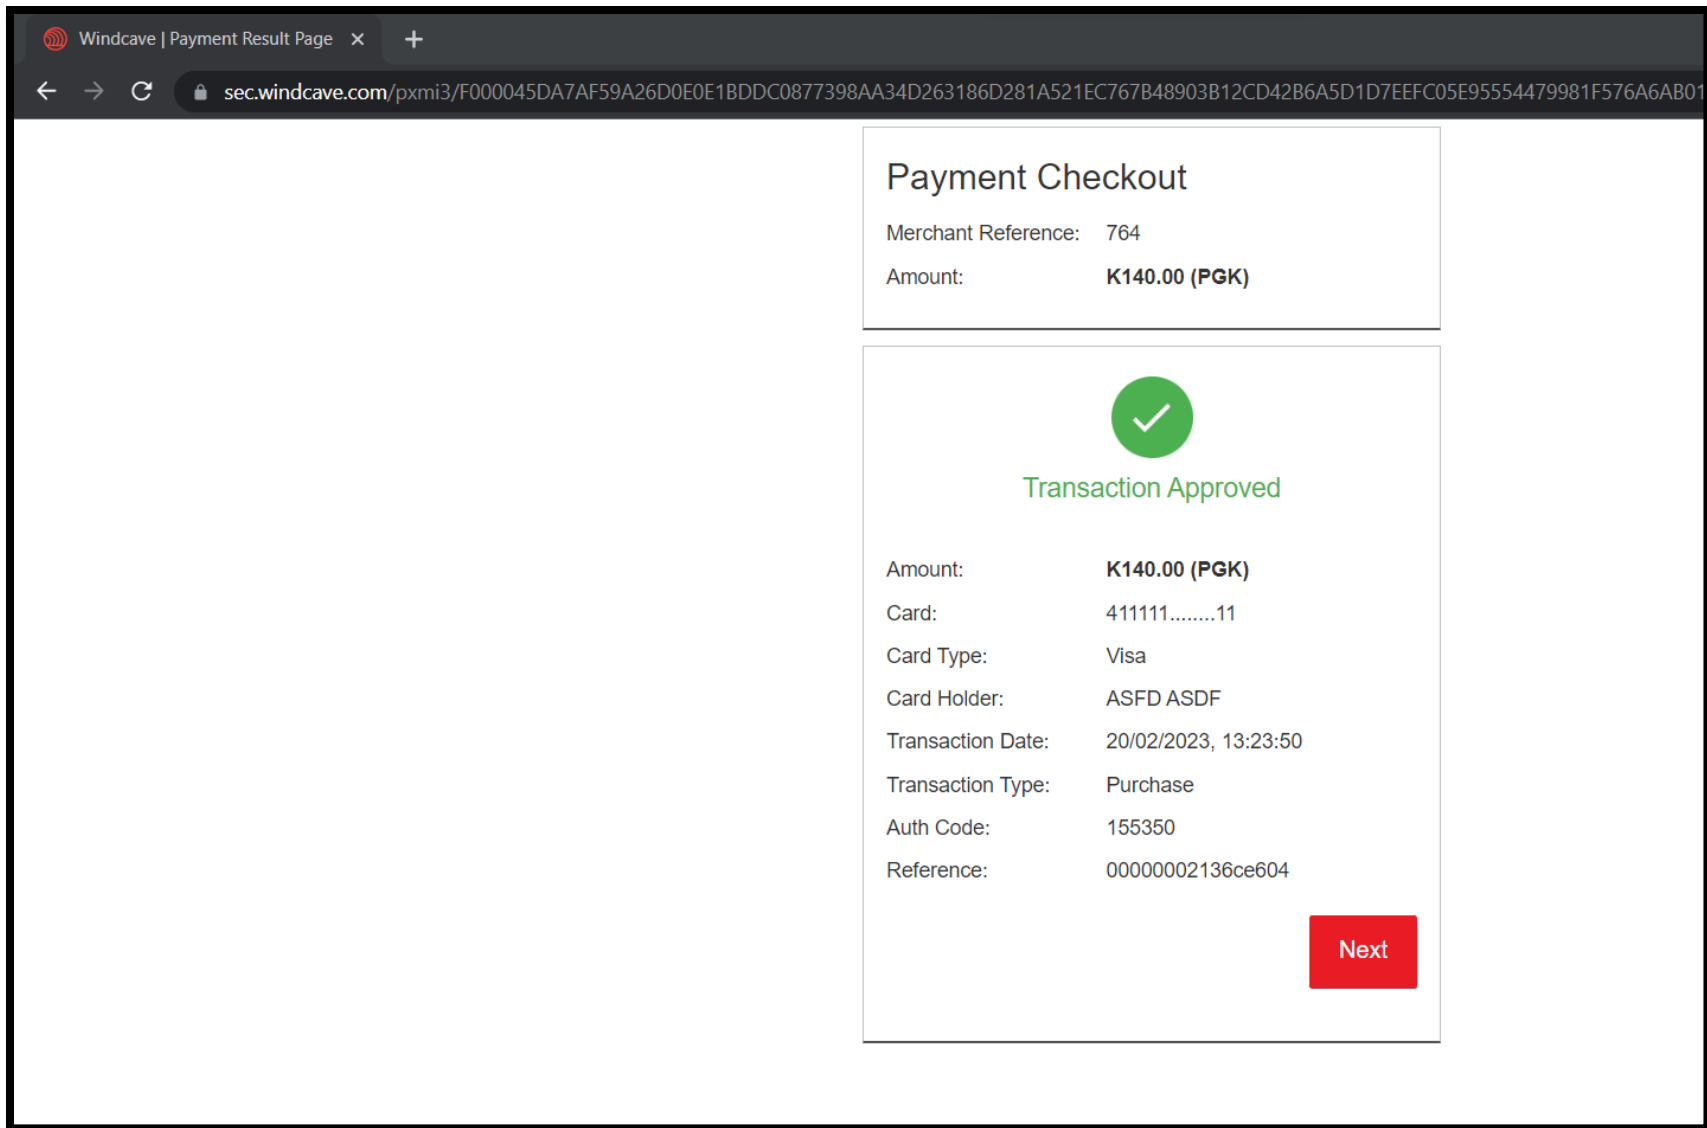 Windcave | Payment Result Page
sec.windcave.com/pxmi3/F000045DA7AF59A26D0E0E1BDDC0877398AA34D263186D281A521EC767B48903B12CD42B6A5D1D7EEFC05E95554479981F576A6AB01
Payment Checkout
Merchant Reference: 764
Amount: K140.00 (PGK)
Transaction Approved
Amount: K140.00 (PGK)
Card: 411111........11
Card Type: Visa
Card Holder: ASFD ASDF
Transaction Date: 20/02/2023, 13:23:50
Transaction Type: Purchase
Auth Code: 155350
Reference: 00000002136ce604
Next